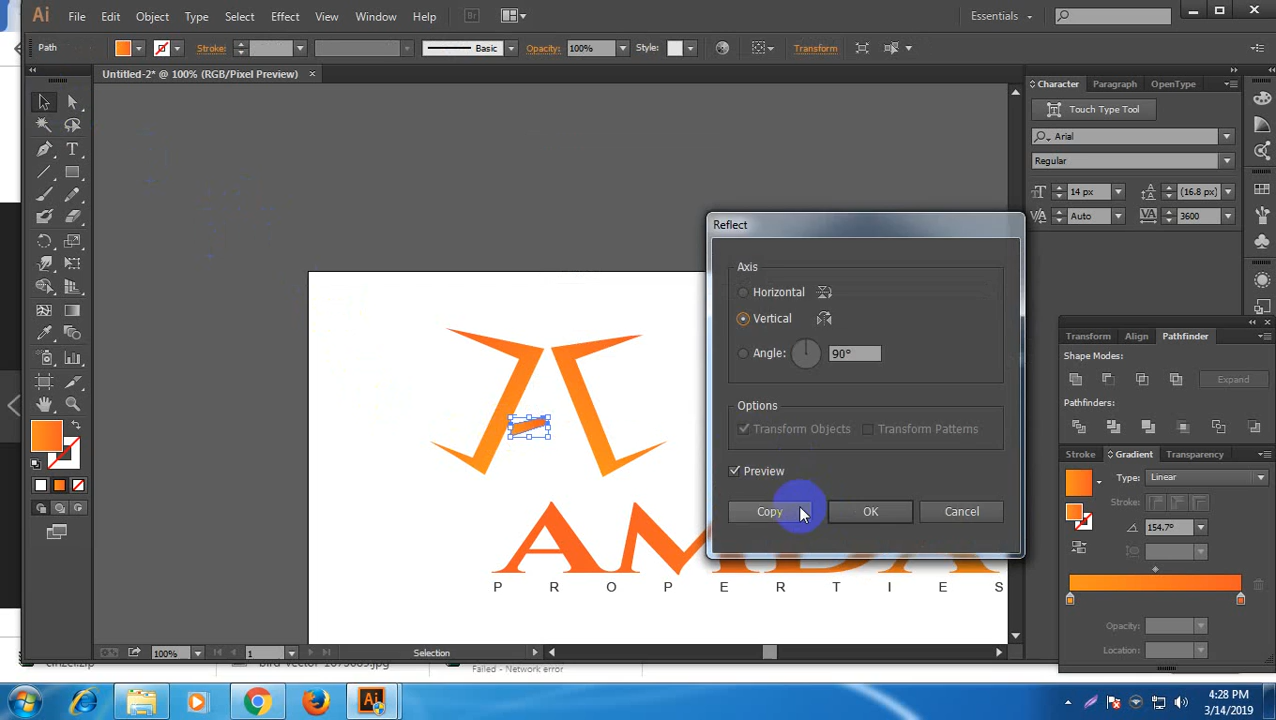 Ai File Edit Object Type Select Effect View Window Help Br Essentials
Path Stroke: Basic Opacity: 100% Style: Transform
Untitled-2* @ 100% (RGB/Pixel Preview) ×
Character Paragraph OpenType
Touch Type Tool
Arial
Regular
14 px (16.8 px)
Auto 3600
Reflect
Axis
Horizontal
Vertical
Angle: 90°
Options
Transform Objects Transform Patterns
Preview
Copy OK Cancel
Transform Align Pathfinder
Shape Modes:
Expand
Pathfinders:
Stroke Gradient Transparency
Type: Linear
Stroke:
154.7°
Opacity:
Location:
PROPERTIES
100% 1 Selection
Failed - Network error
Ai
4:28 PM
3/14/2019